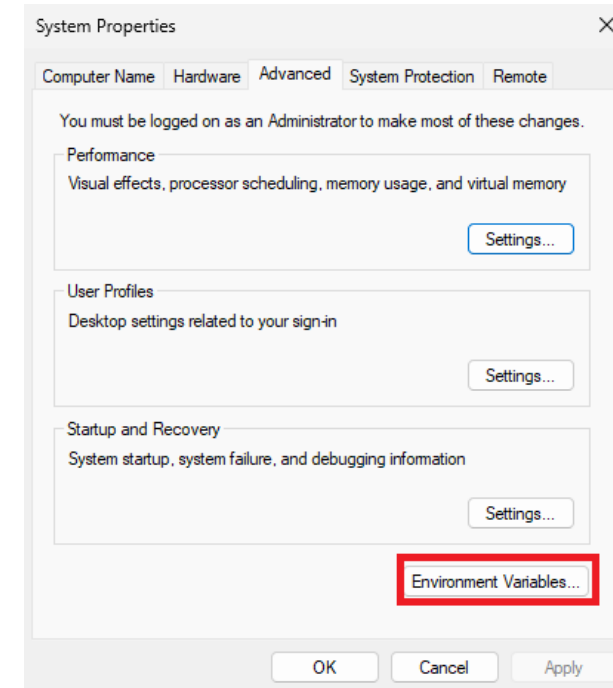 System Properties
Computer Name Hardware Advanced System Protection Remote
You must be logged on as an Administrator to make most of these changes.
Performance
Visual effects, processor scheduling, memory usage, and virtual memory
Settings...
User Profiles
Desktop settings related to your sign-in
Settings...
Startup and Recovery
System startup, system failure, and debugging information
Settings...
Environment Variables...
OK Cancel Apply